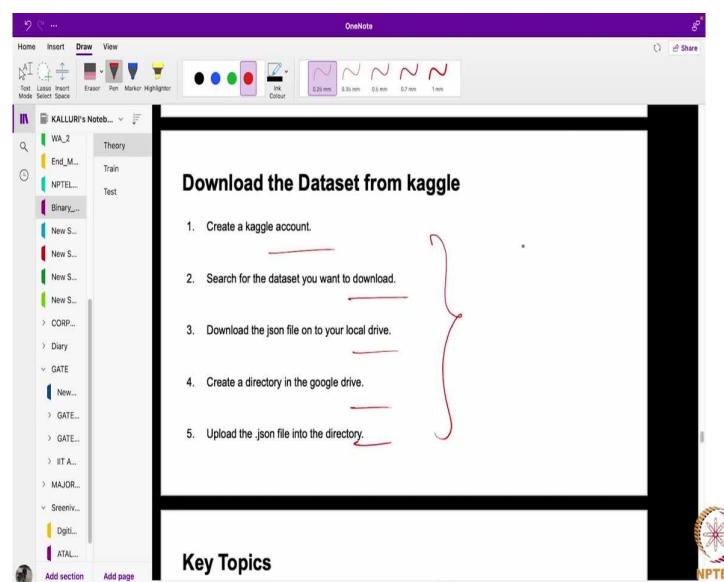 OneNote
Home Insert Draw View
Share
Text Mode
Lasso Select
Insert Space
Eraser
Pen
Marker
Highlighter
Ink Colour
0.25 mm
0.35 mm
0.5 mm
0.7 mm
1 mm
KALLURI's Noteb...
WA_2
End_M...
NPTEL...
Binary_...
New S...
New S...
New S...
New S...
CORP...
Diary
GATE
New...
GATE...
GATE...
IIT A...
MAJOR...
Sreeniv...
Dgiti...
ATAL...
Add section
Theory
Train
Test
Add page
Download the Dataset from kaggle
1. Create a kaggle account.
2. Search for the dataset you want to download.
3. Download the json file on to your local drive.
4. Create a directory in the google drive.
5. Upload the .json file into the directory.
Key Topics
NPTEL